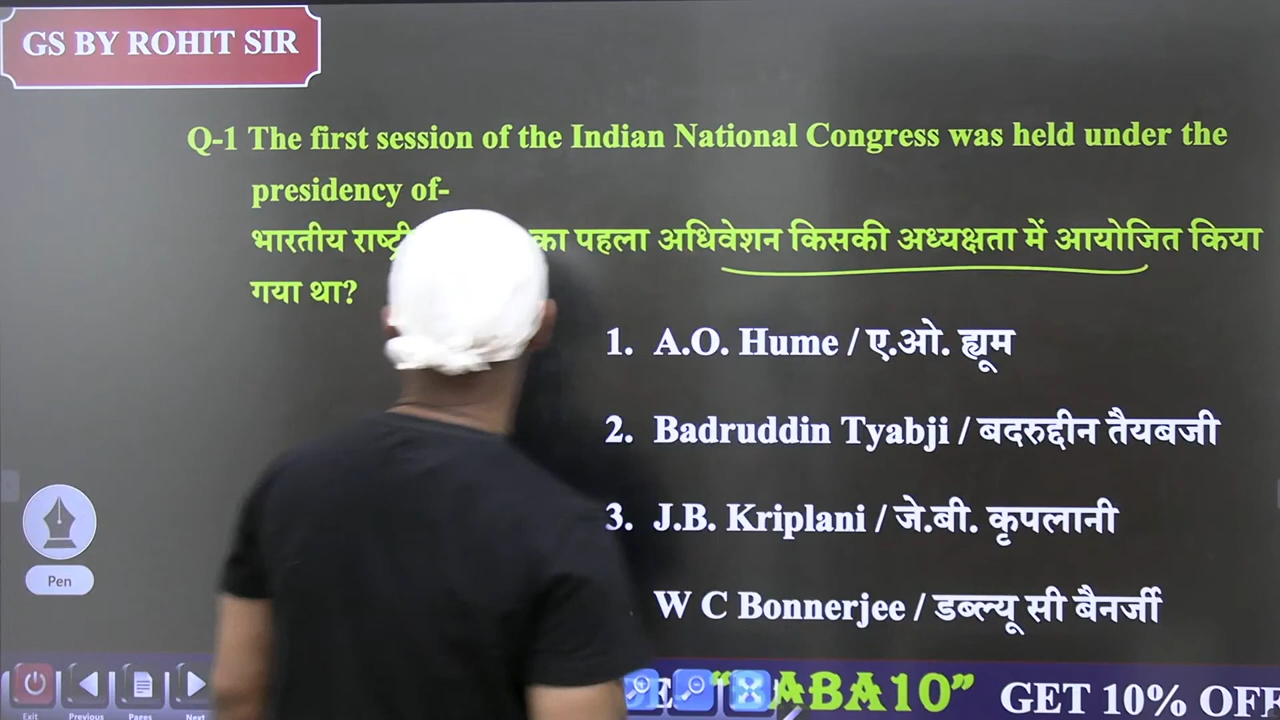 GS BY ROHIT SIR
Q-1 The first session of the Indian National Congress was held under the
presidency of-
भारतीय का पहला अधिवेशन किसकी अध्यक्षता में आयोजित किया
गया था?
1. A.O. Hume / ए.ओ. ह्यूम
2. Badruddin Tyabji / बदरुद्दीन तैयबजी
3. J.B. Kriplani / जे.बी. कृपलानी
W C Bonnerjee / डब्ल्यू सी बैनर्जी
Pen
Exit Previous Pages Next
GET 10% OFF